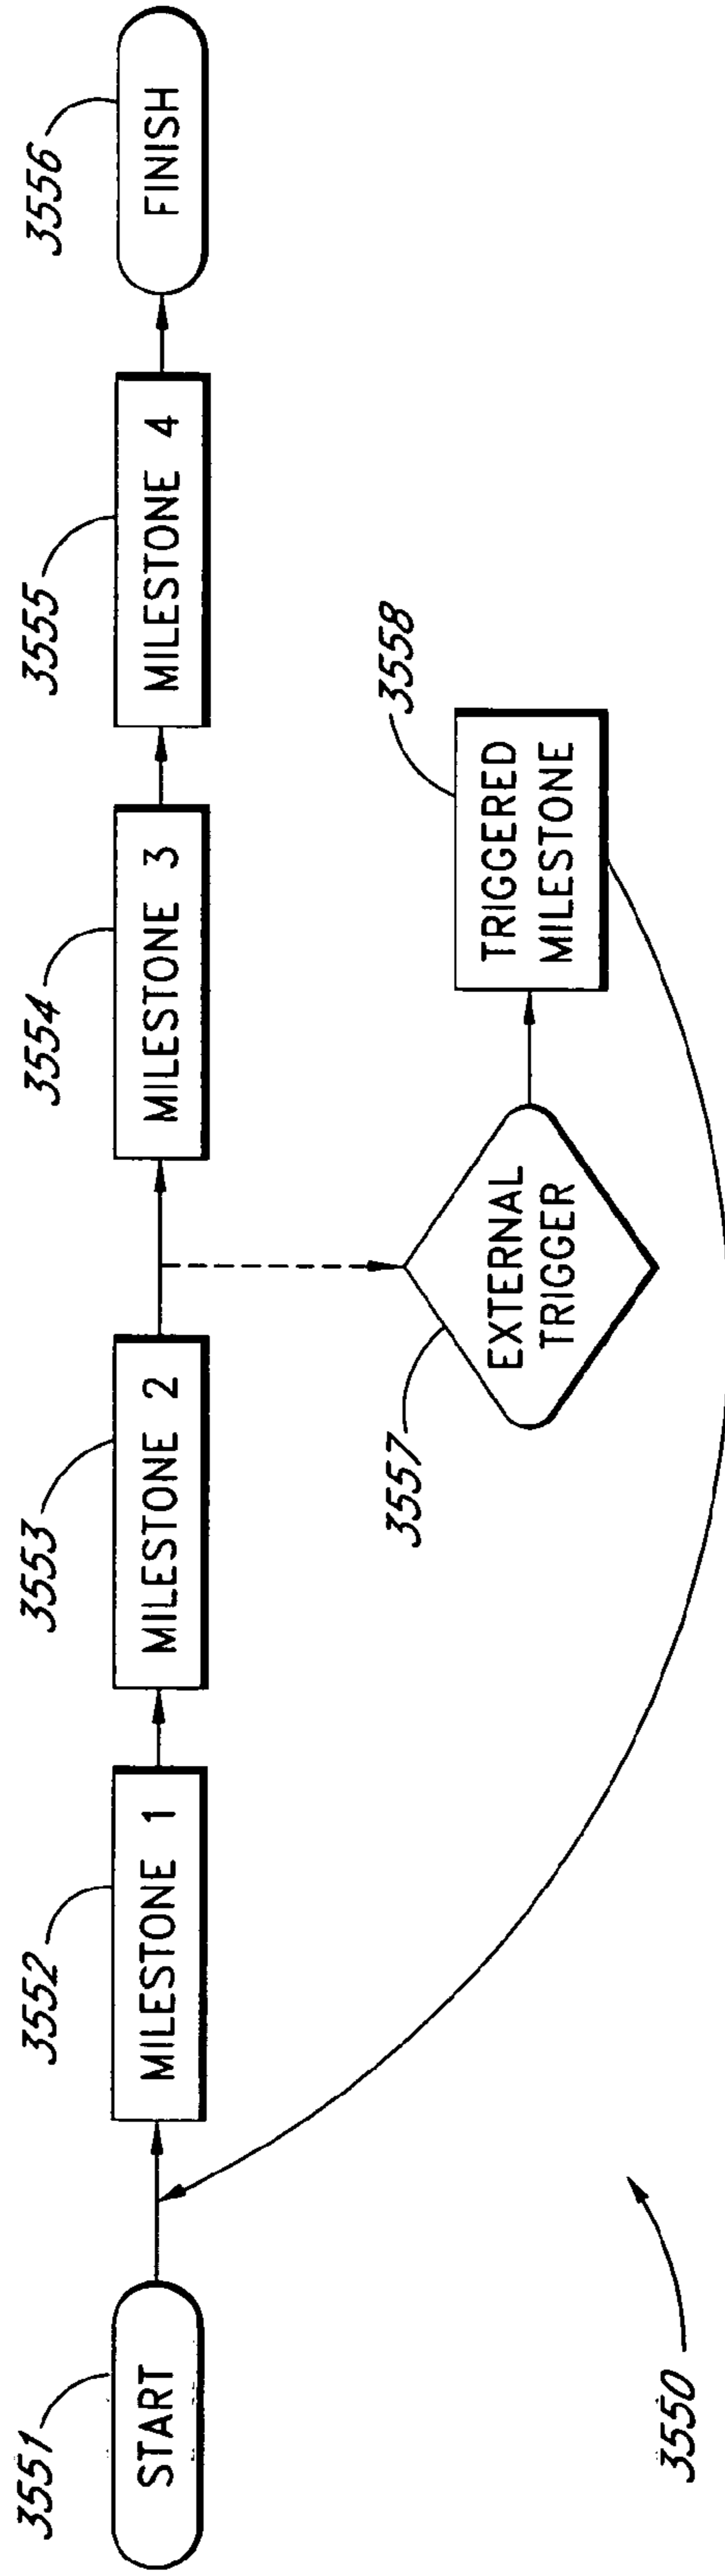 3551
START
3552
MILESTONE 1
3553
MILESTONE 2
3554
MILESTONE 3
3555
MILESTONE 4
3556
FINISH
3557
EXTERNAL
TRIGGER
3558
TRIGGERED
MILESTONE
3550